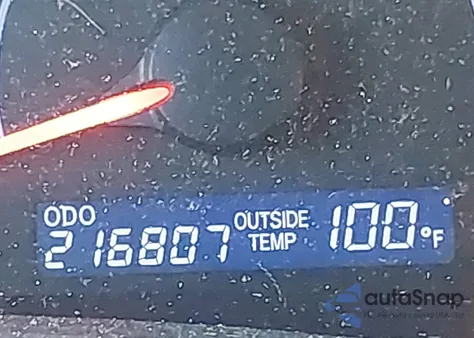 ODO
216807
OUTSIDE
TEMP
100°F
autoSnap